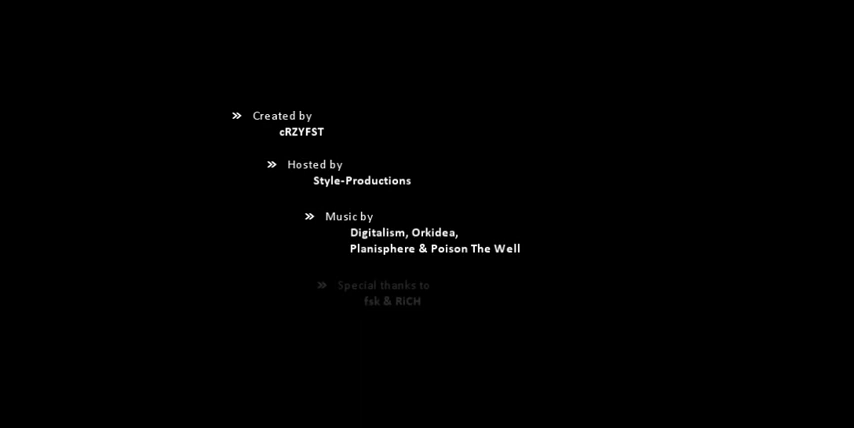 » Created by
cRZYFST
» Hosted by
Style-Productions
» Music by
Digitalism, Orkidea,
Planisphere & Poison The Well
» Special thanks to
fsk & RiCH